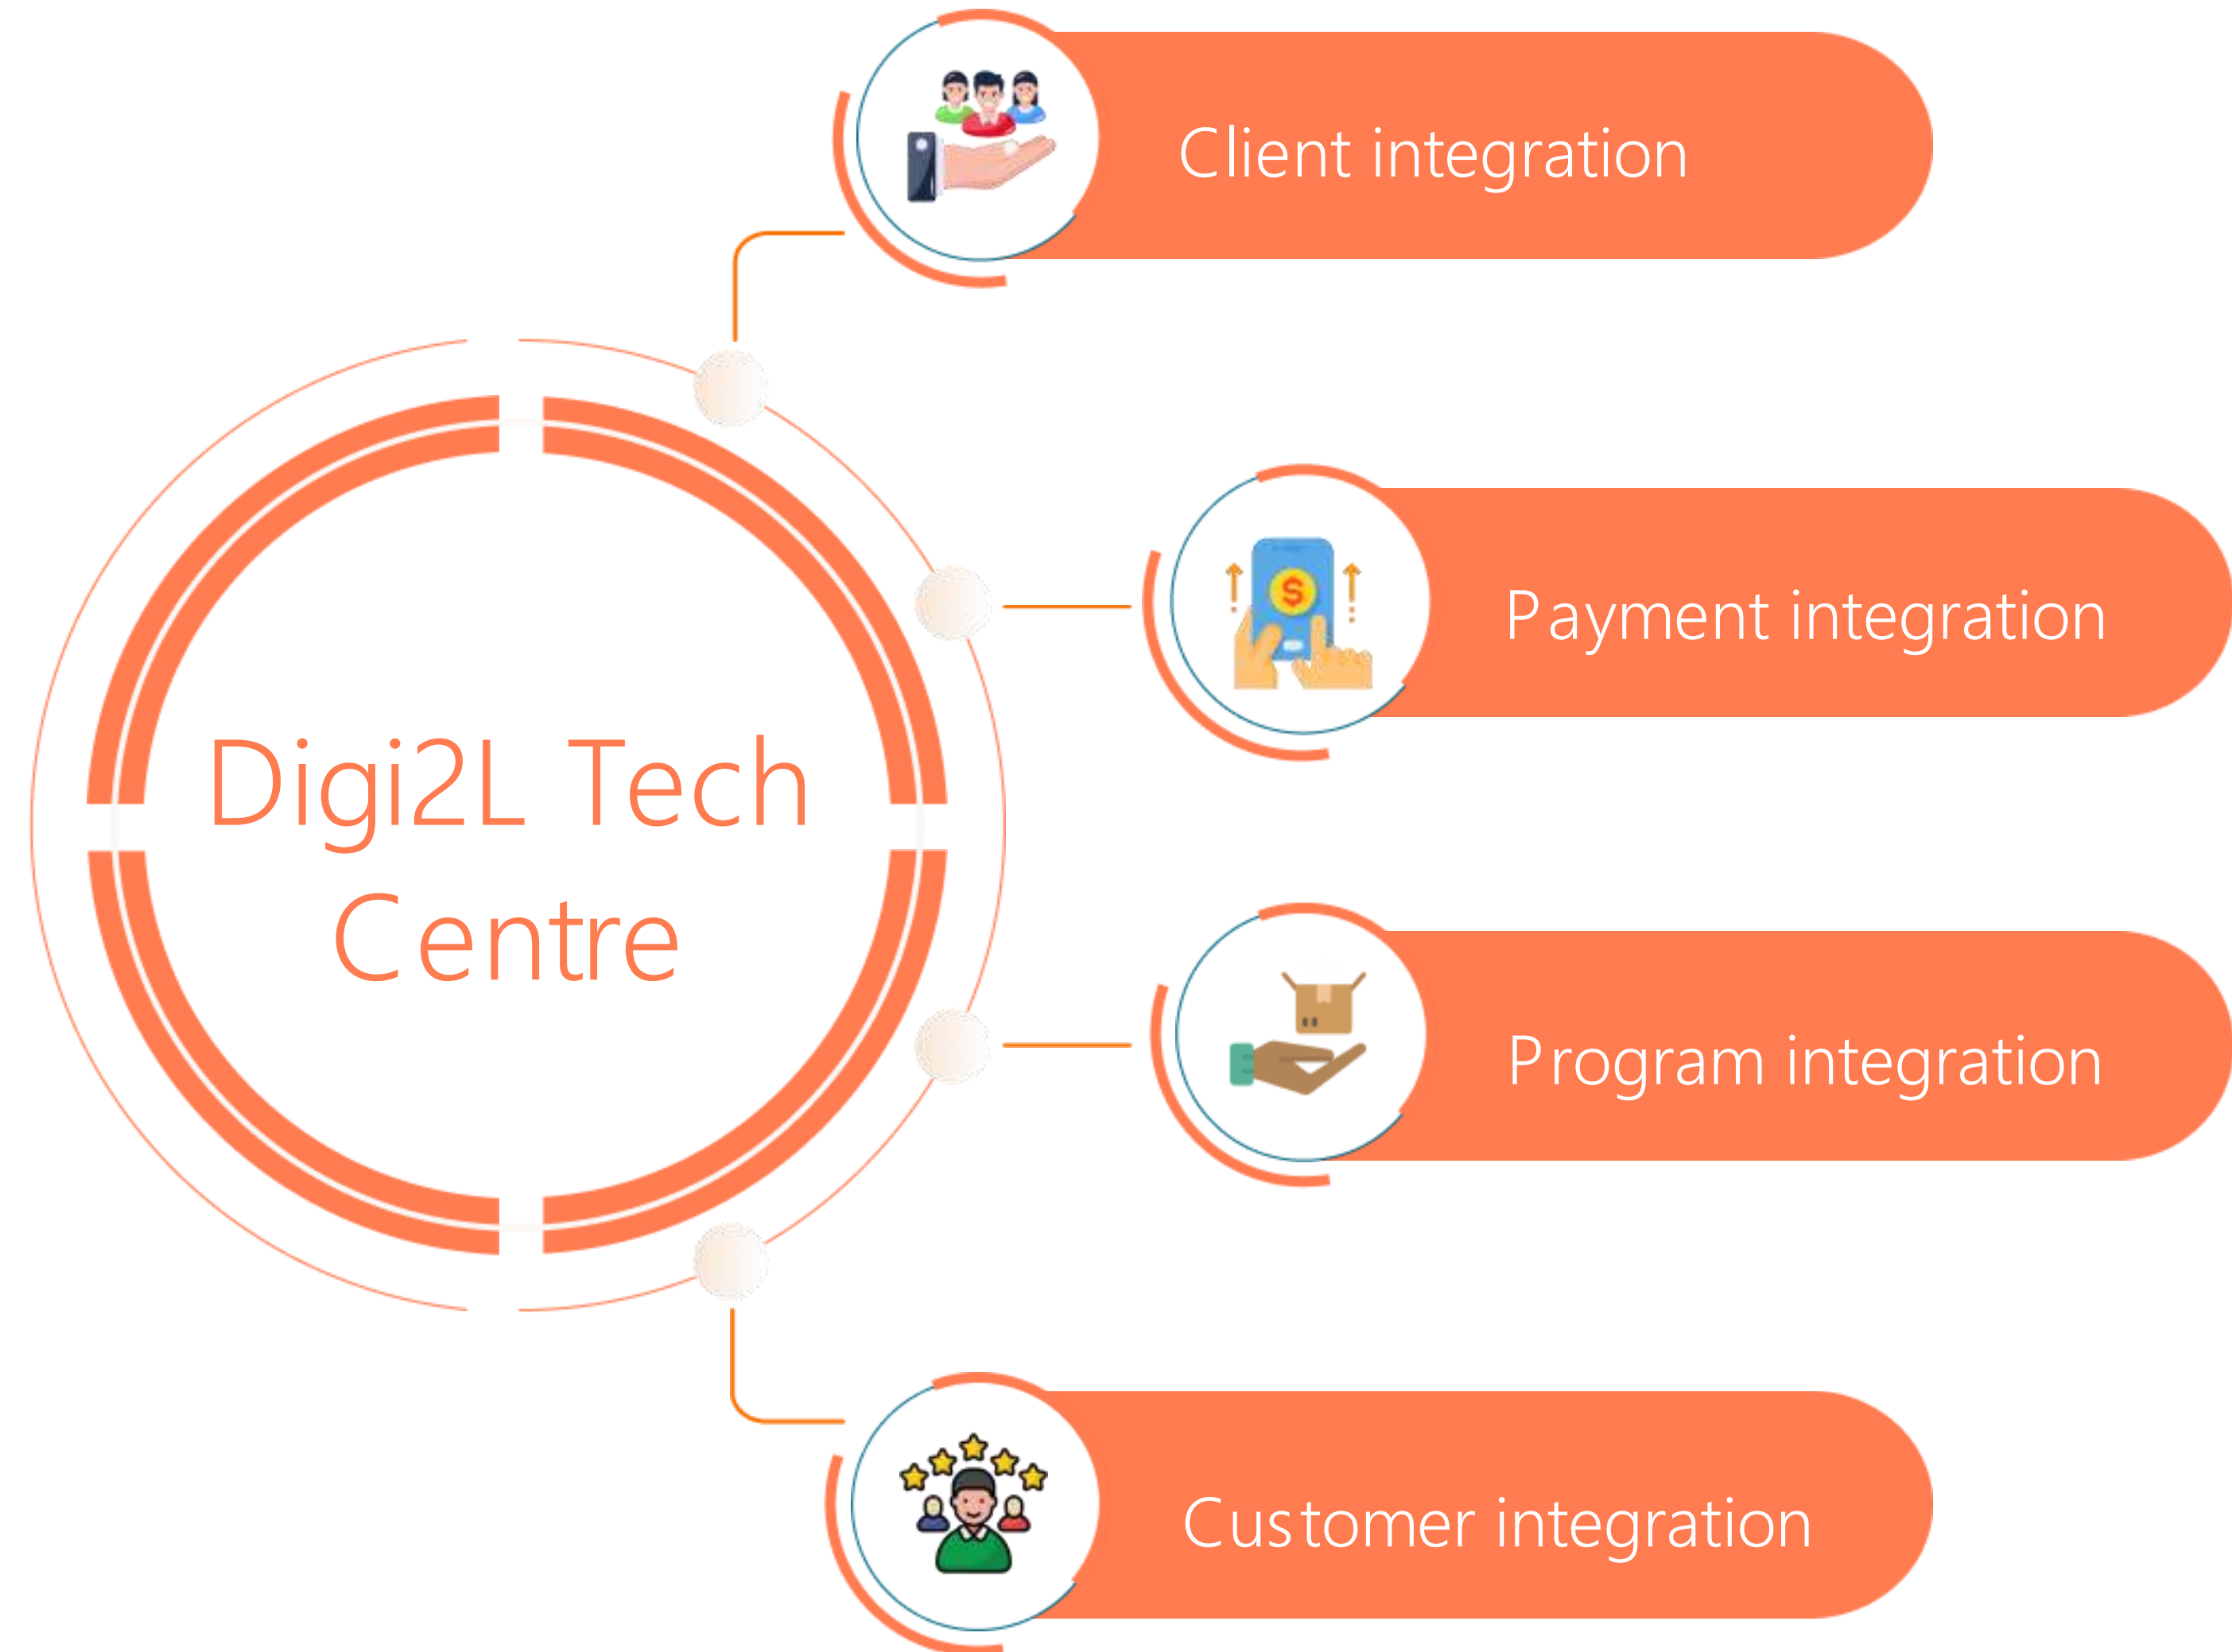 Client integration
Payment integration
Digi2L Tech
Centre
Program integration
Customer integration